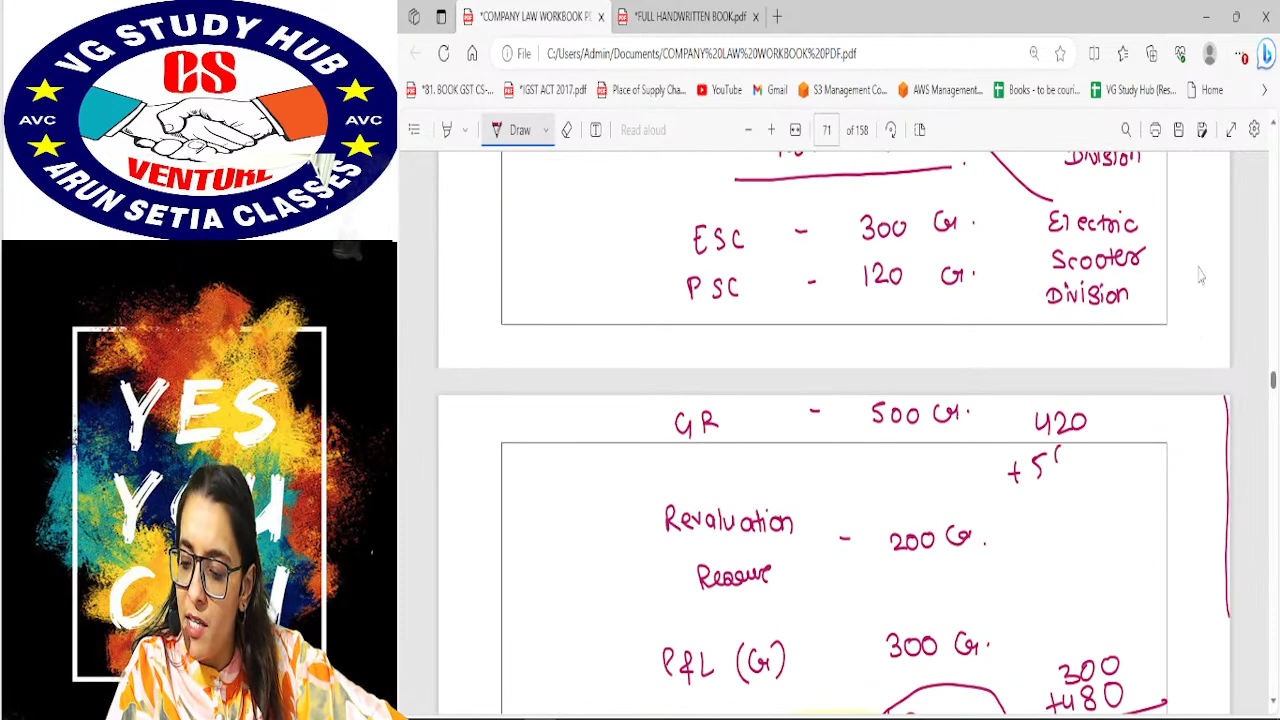 VG STUDY HUB
CS
AVC
AVC
VENTURE
ARUN SETIA CLASSES
YES
*COMPANY LAW WORKBOOK P
*FULL HANDWRITTEN BOOK.pdf
File
C:/Users/Admin/Documents/COMPANY%20LAW%20WORKBOOK%20PDF.pdf
*81. BOOK GST CS-...
*IGST ACT 2017.pdf
Place of Supply Cha...
YouTube
Gmail
S3 Management Co...
AWS Management...
Books - to be couri...
VG Study Hub (Res...
Home
Draw
Read aloud
71
of 158
Division
ESC - 300 Cr.
Electric
Scooter
PSC - 120 Cr.
Division
GR - 500 Cr.
420
+5
Revaluation
- 200 Cr.
Reserve
P&L (Cr)
300 Cr.
300
+480